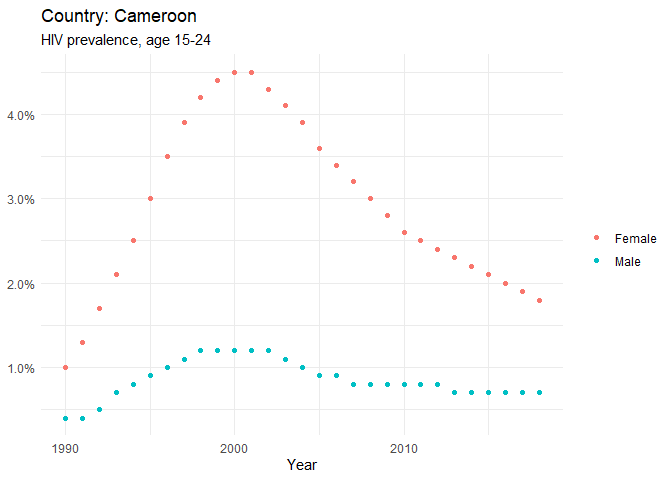 Country: Cameroon
HIV prevalence, age 15-24
4.0%
3.0%
2.0%
1.0%
Female
Male
1990 2000 2010
Year